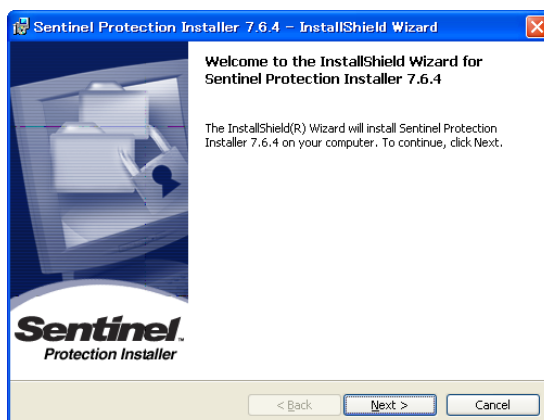 Sentinel Protection Installer 7.6.4 - InstallShield Wizard
Welcome to the InstallShield Wizard for
Sentinel Protection Installer 7.6.4
The InstallShield(R) Wizard will install Sentinel Protection
Installer 7.6.4 on your computer. To continue, click Next.
Sentinel™
Protection Installer
< Back
Next >
Cancel